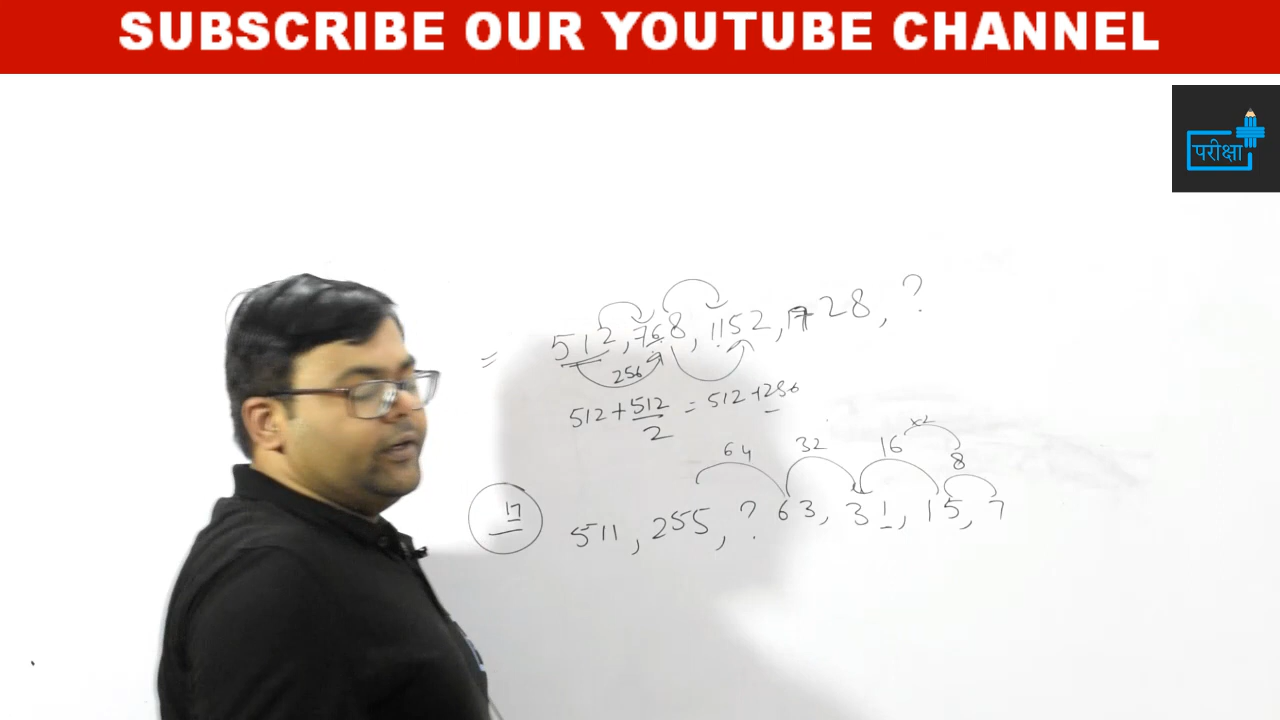 SUBSCRIBE OUR YOUTUBE CHANNEL
परीक्षा
= 512, 768, 1152, 1728, ?
256
512 + 512/2 = 512 + 256
64 32 16 ×2 8
17 511, 255, ? 63, 31, 15, 7